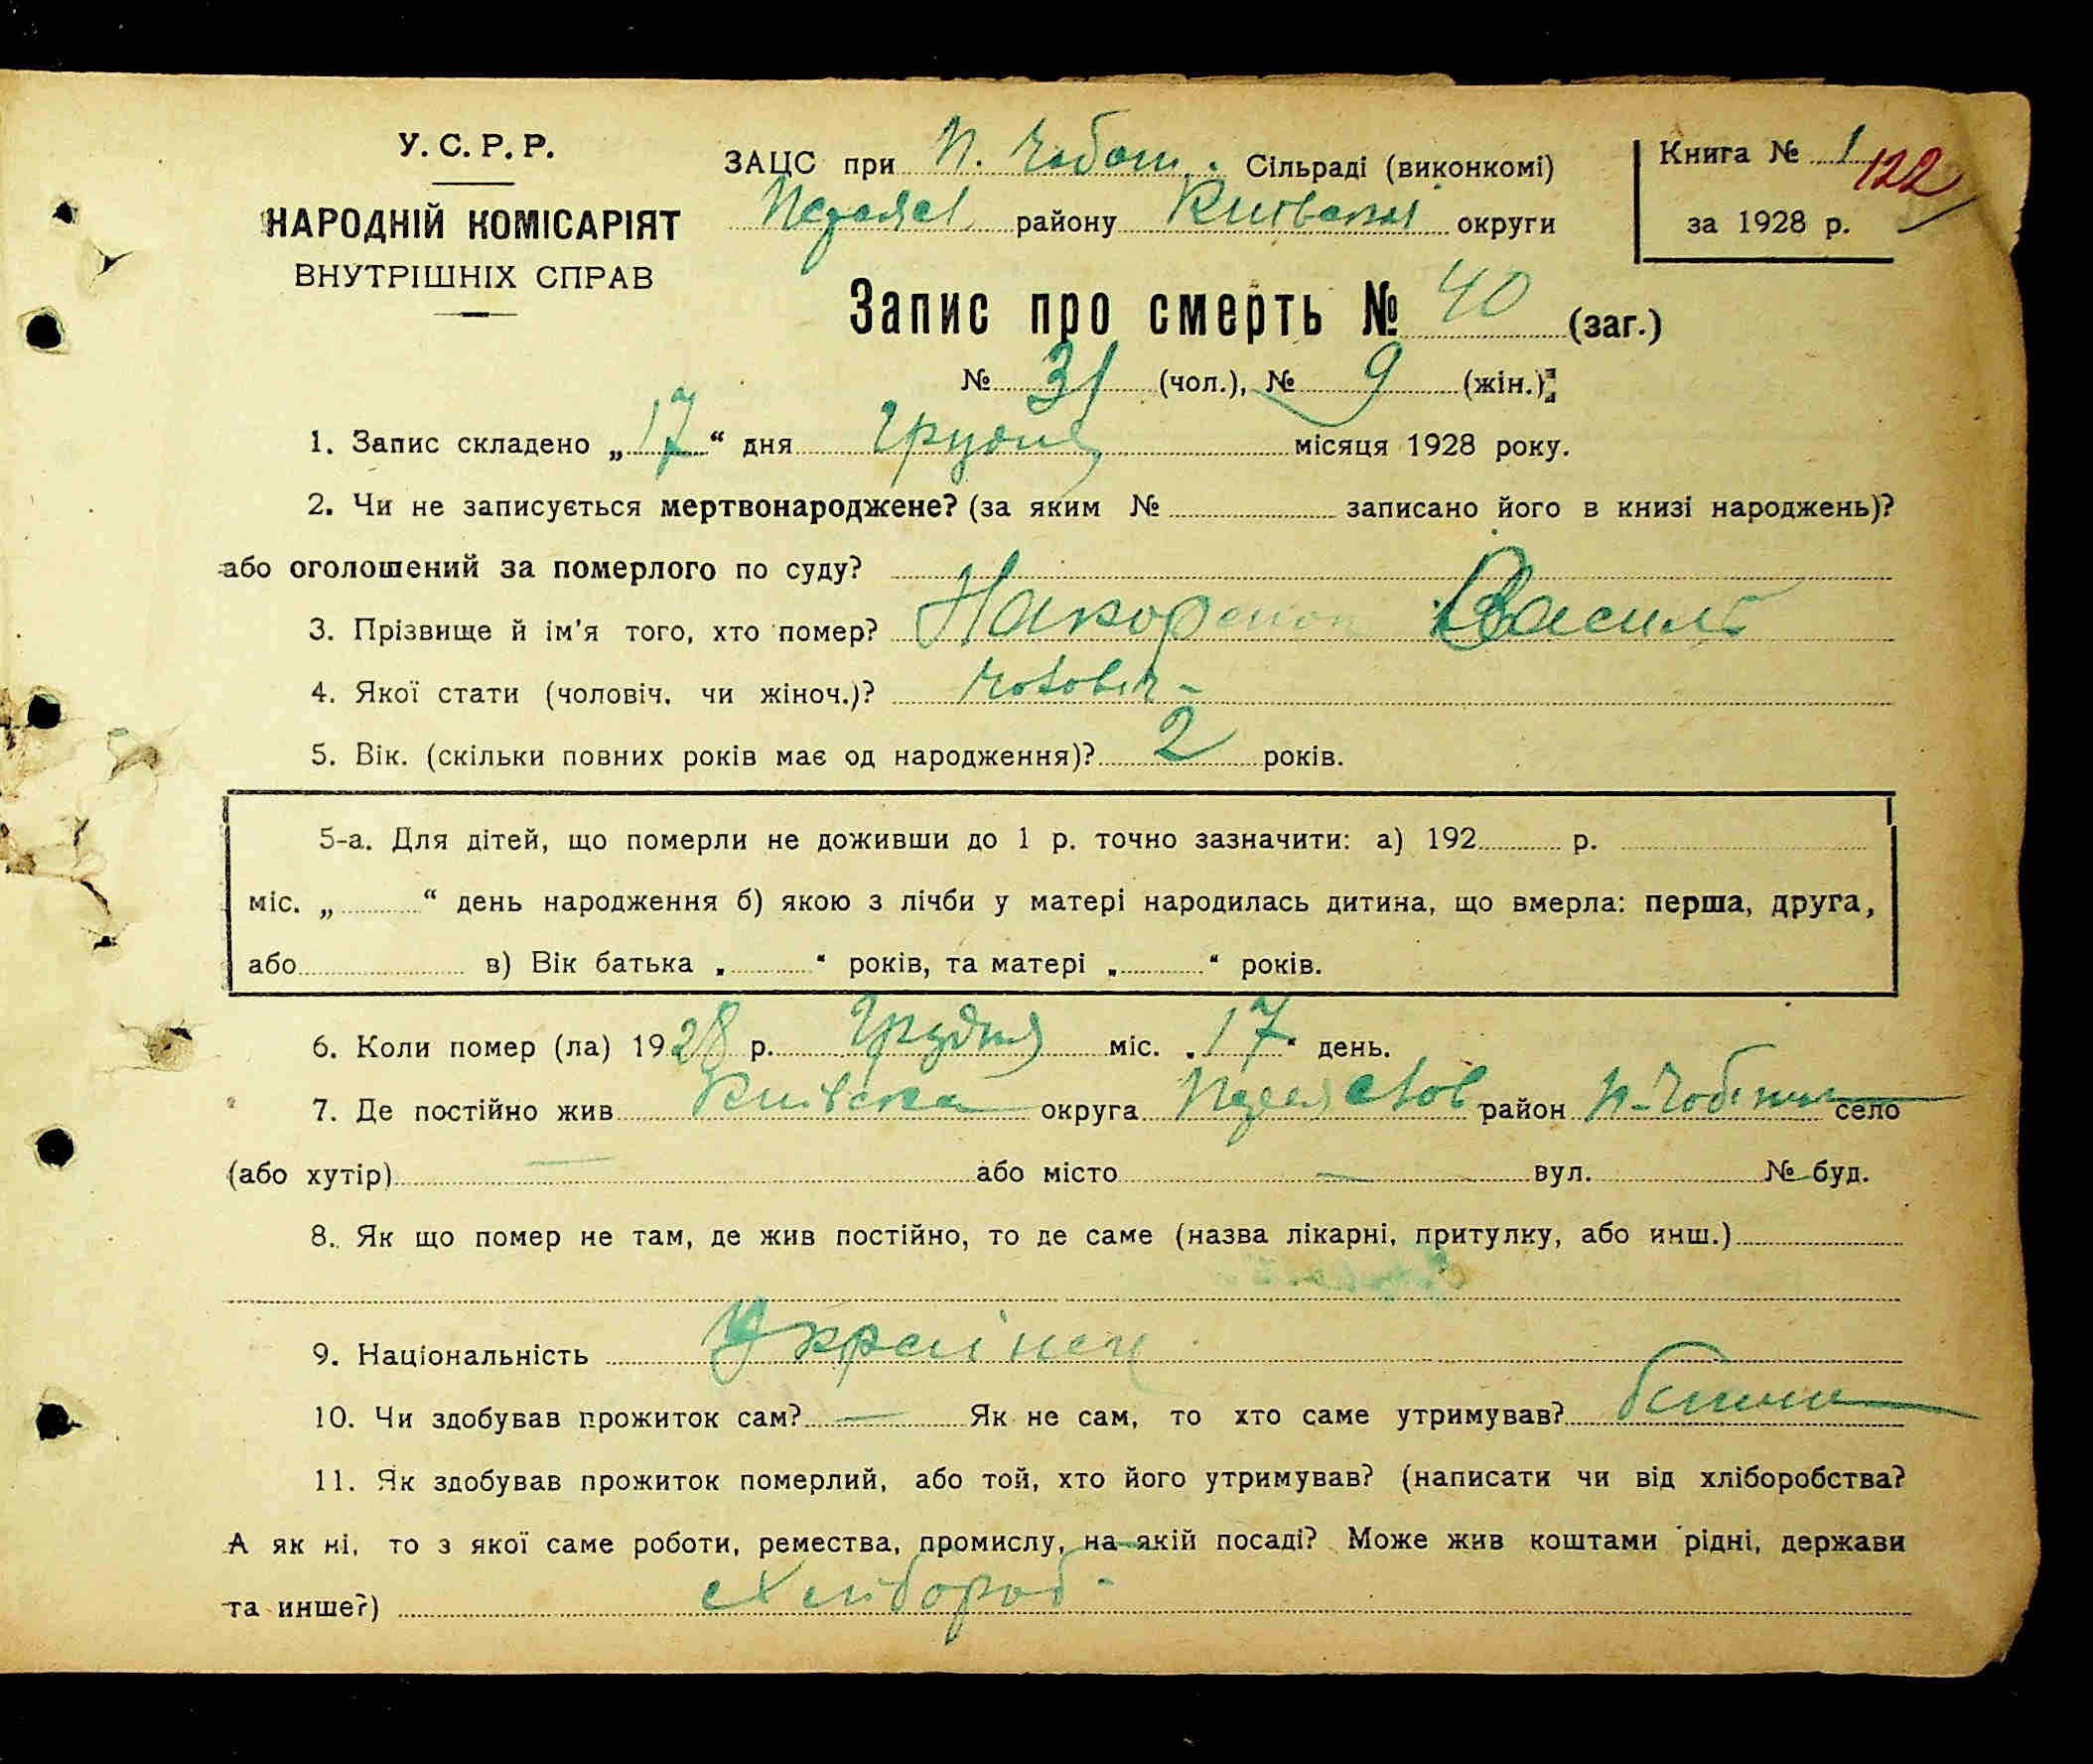 У. С. Р. Р.
НАРОДНІЙ КОМІСАРІЯТ
ВНУТРІШНІХ СПРАВ
ЗАЦС при П. Чобот. Сільраді (виконкомі)
району Київської округи
Книга № 1 122
за 1928 р.
Запис про смерть № 40 (заг.)
№ 31 (чол.), № 9 (жін.)
1. Запис складено „17“ дня Грудня місяця 1928 року.
2. Чи не записується мертвонароджене? (за яким № записано його в книзі народжень)?
або оголошений за померлого по суду?
3. Прізвище й ім'я того, хто помер? Василь
4. Якої стати (чоловіч. чи жіноч.)? чоловіч-
5. Вік. (скільки повних років має од народження)? 2 років.
5-а. Для дітей, що померли не доживши до 1 р. точно зазначити: а) 192 р.
міс. „ “ день народження б) якою з лічби у матері народилась дитина, що вмерла: перша, друга,
або в) Вік батька „ “ років, та матері „ “ років.
6. Коли помер (ла) 1928 р. Грудня міс. „17“ день.
7. Де постійно жив Київська округа район село
(або хутір) — або місто — вул. № буд.
8. Як що помер не там, де жив постійно, то де саме (назва лікарні, притулку, або инш.)
9. Національність Українец
10. Чи здобував прожиток сам? — Як не сам, то хто саме утримував? батьки
11. Як здобував прожиток померлий, або той, хто його утримував? (написати чи від хліборобства?
А як ні, то з якої саме роботи, ремества, промислу, на якій посаді? Може жив коштами рідні, держави
та инше?) Хлібороб-